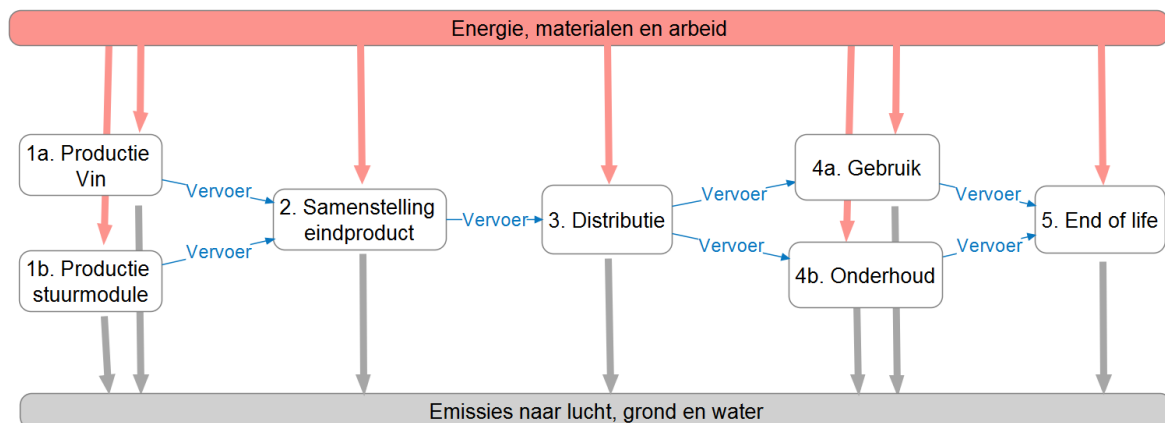 Energie, materialen en arbeid
1a. Productie
Vin
Vervoer
1b. Productie
stuurmodule
Vervoer
2. Samenstelling
eindproduct
Vervoer
3. Distributie
Vervoer
Vervoer
4a. Gebruik
4b. Onderhoud
Vervoer
Vervoer
5. End of life
Emissies naar lucht, grond en water